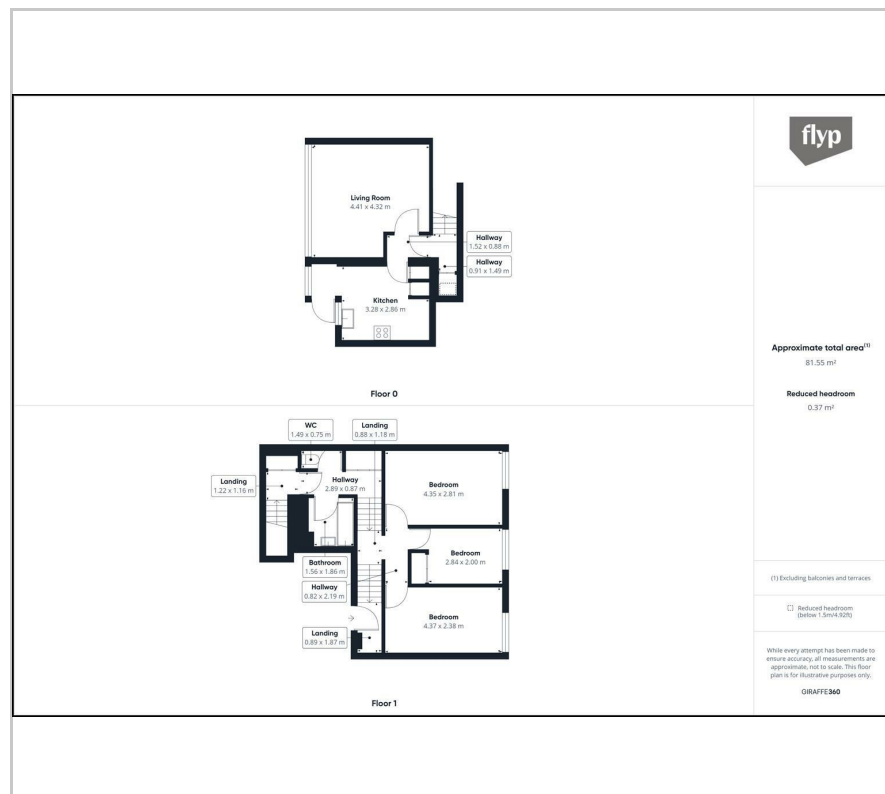 flyp
Living Room
4.41 x 4.32 m
Hallway
1.52 x 0.88 m
Hallway
0.91 x 1.49 m
Kitchen
3.28 x 2.86 m
Floor 0
Approximate total area(1)
81.55 m²
Reduced headroom
0.37 m²
WC
1.49 x 0.75 m
Landing
0.88 x 1.18 m
Landing
1.22 x 1.16 m
Hallway
2.89 x 0.87 m
Bedroom
4.35 x 2.81 m
Bedroom
2.84 x 2.00 m
Bathroom
1.56 x 1.86 m
Hallway
0.82 x 2.19 m
Bedroom
4.37 x 2.38 m
Landing
0.89 x 1.87 m
Floor 1
(1) Excluding balconies and terraces
Reduced headroom
(below 1.5m/4.92ft)
While every attempt has been made to
ensure accuracy, all measurements are
approximate, not to scale. This floor
plan is for illustrative purposes only.
GIRAFFE360